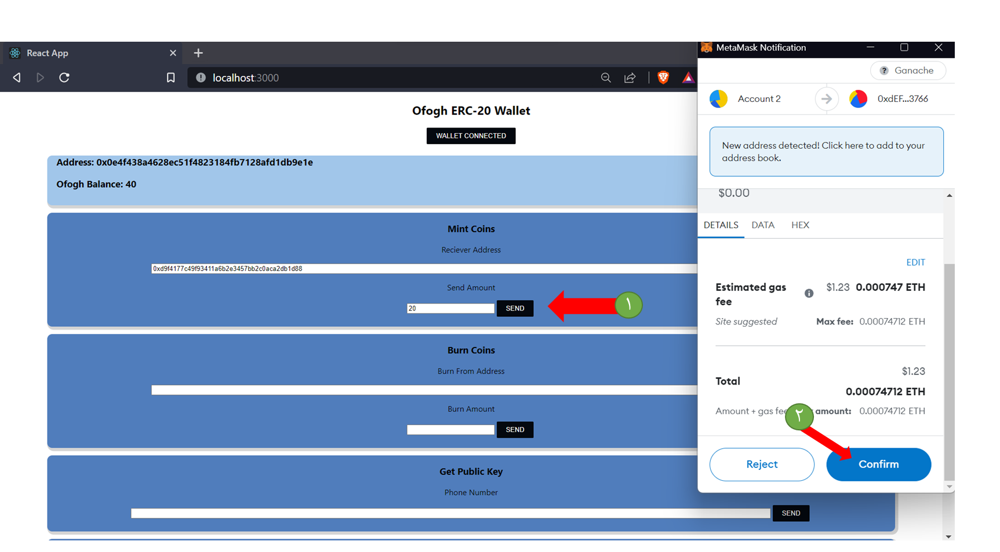 React App
localhost:3000
Ofogh ERC-20 Wallet
WALLET CONNECTED
Address: 0x0e4f438a4628ec51f4823184fb7128afd1db9e1e
Ofogh Balance: 40
Mint Coins
Reciever Address
0xd9f4177c49f93411a6b2e3457bb2c0aca2db1d88
Send Amount
20 SEND
۱
Burn Coins
Burn From Address
Burn Amount
SEND
Get Public Key
Phone Number
SEND
MetaMask Notification
Ganache
Account 2 0xdEF...3766
New address detected! Click here to add to your
address book.
$0.00
DETAILS DATA HEX
EDIT
Estimated gas $1.23 0.000747 ETH
fee
Site suggested Max fee: 0.00074712 ETH
$1.23
Total
0.00074712 ETH
Amount + gas fee amount: 0.00074712 ETH
۲
Reject Confirm